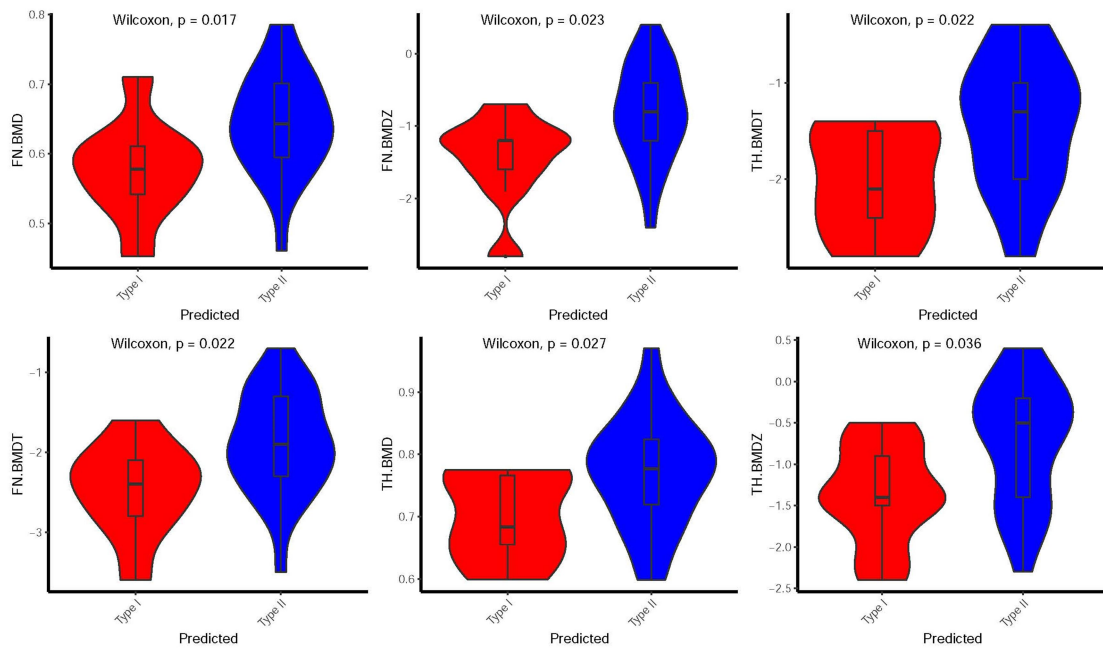 Wilcoxon, p = 0.017
FN.BMD
0.8
0.7
0.6
0.5
Type I
Type II
Predicted
Wilcoxon, p = 0.023
FN.BMDZ
0
−1
−2
Type I
Type II
Predicted
Wilcoxon, p = 0.022
TH.BMDT
−1
−2
Type I
Type II
Predicted
Wilcoxon, p = 0.022
FN.BMDT
−1
−2
−3
Type I
Type II
Predicted
Wilcoxon, p = 0.027
TH.BMD
0.9
0.8
0.7
0.6
Type I
Type II
Predicted
Wilcoxon, p = 0.036
TH.BMDZ
0.5
0.0
−0.5
−1.0
−1.5
−2.0
−2.5
Type I
Type II
Predicted